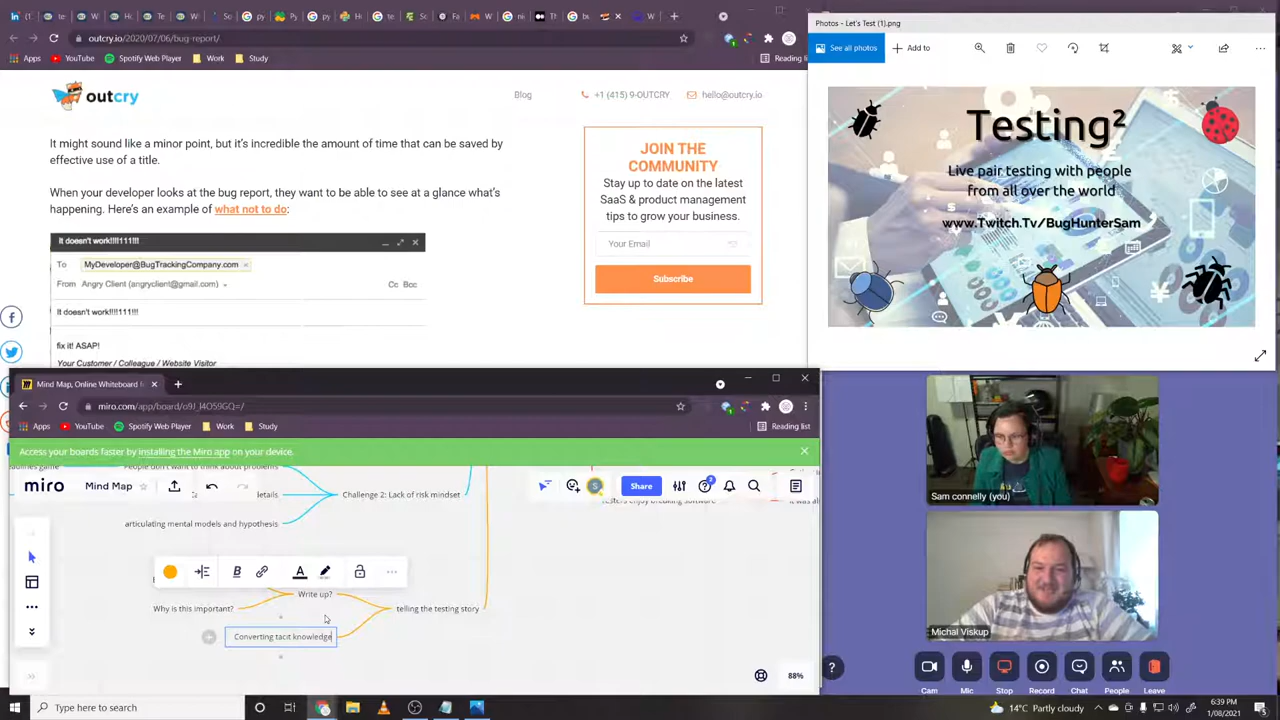 outcry.io/2020/07/06/bug-report/
Apps
YouTube
Spotify Web Player
Work
Study
Reading list
outcry
Blog
+1 (415) 9-OUTCRY
hello@outcry.io
It might sound like a minor point, but it's incredible the amount of time that can be saved by
effective use of a title.
When your developer looks at the bug report, they want to be able to see at a glance what's
happening. Here's an example of what not to do:
It doesn't work!!!!111!!!
To MyDeveloper@BugTrackingCompany.com
From Angry Client (angryclient@gmail.com)
Cc Bcc
It doesn't work!!!!111!!!
fix it! ASAP!
Your Customer / Colleague / Website Visitor
JOIN THE
COMMUNITY
Stay up to date on the latest
SaaS & product management
tips to grow your business.
Your Email
Subscribe
Photos - Let's Test (1).png
See all photos
Add to
Testing²
Live pair testing with people
from all over the world
www.Twitch.Tv/BugHunterSam
Mind Map, Online Whiteboard f
Apps
YouTube
Spotify Web Player
Work
Study
Reading list
Access your boards faster by installing the Miro app on your device.
People don't want to think about problems
miro
Mind Map
Share
details
Challenge 2: Lack of risk mindset
testers enjoy breaking software
articulating mental models and hypothesis
Write up?
Why is this important?
telling the testing story
Converting tacit knowledge
88%
Sam connelly (you)
Michal Viskup
Cam
Mic
Stop
Record
Chat
People
Leave
Type here to search
14°C Partly cloudy
6:39 PM
1/08/2021